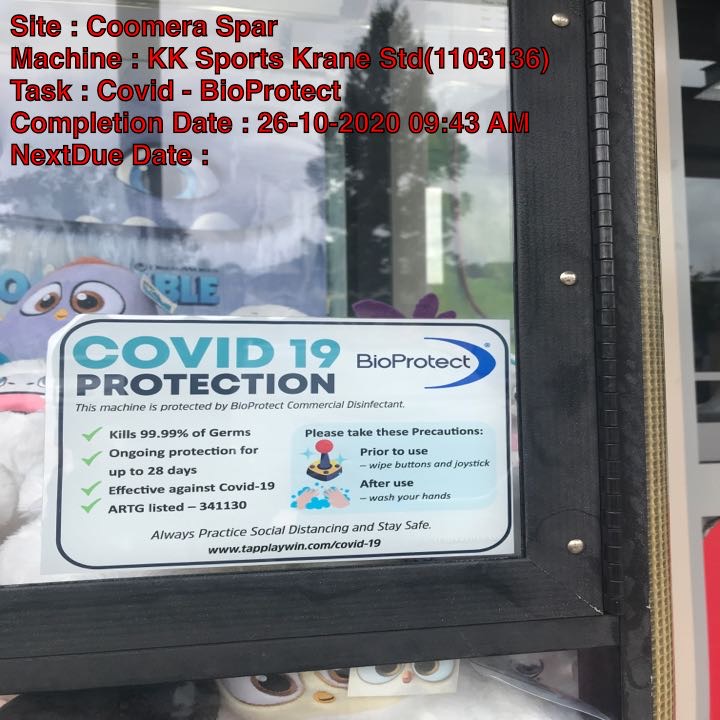 Site : Coomera Spar
Machine : KK Sports Krane Std(1103136)
Task : Covid - BioProtect
Completion Date : 26-10-2020 09:43 AM
NextDue Date :
BLE
COVID 19
PROTECTION
BioProtect®
This machine is protected by BioProtect Commercial Disinfectant.
Kills 99.99% of Germs
Ongoing protection for
up to 28 days
Effective against Covid-19
ARTG listed – 341130
Please take these Precautions:
Prior to use
– wipe buttons and joystick
After use
– wash your hands
Always Practice Social Distancing and Stay Safe.
www.tapplaywin.com/covid-19